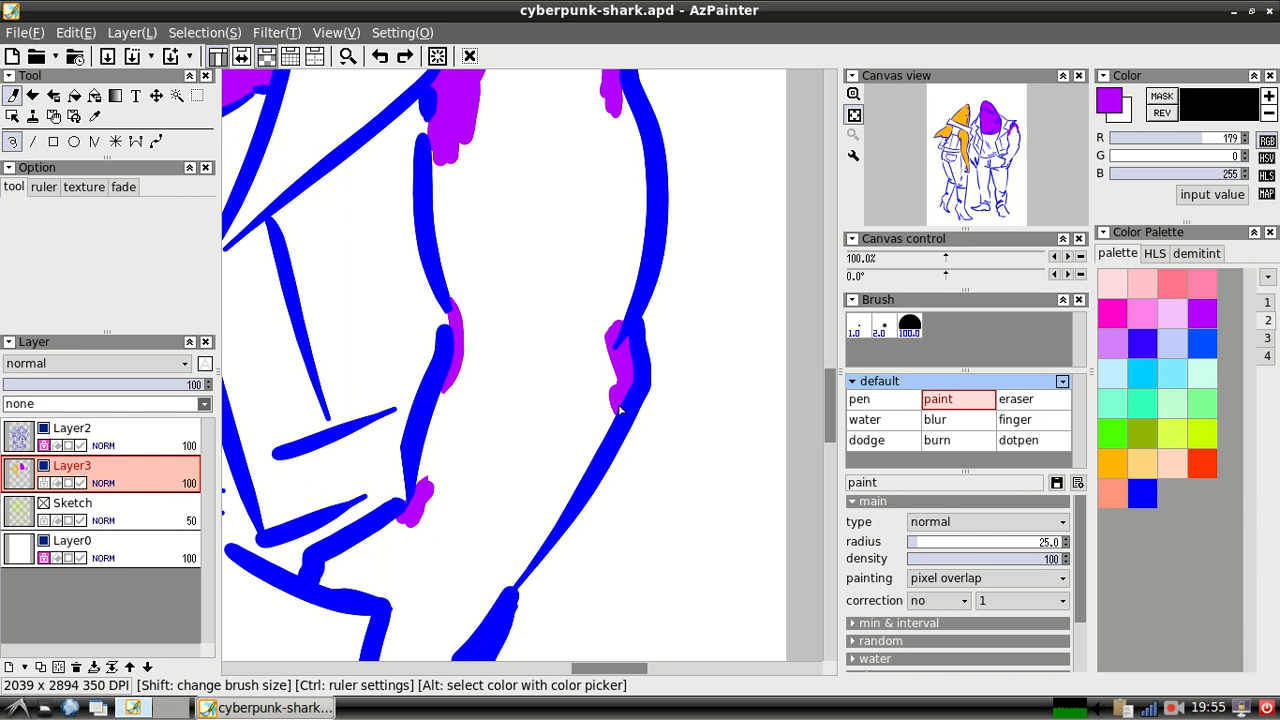 cyberpunk-shark.apd - AzPainter
File(F) Edit(E) Layer(L) Selection(S) Filter(T) View(V) Setting(O)
Tool
Option
tool ruler texture fade
Layer
normal A
100
none
Layer2
NORM 100
Layer3
NORM 100
Sketch
NORM 50
Layer0
NORM 100
Canvas view
Canvas control
100.0%
0.0°
Brush
1.0 2.0 100.0
default
pen paint eraser
water blur finger
dodge burn dotpen
paint
main
type normal
radius 25.0
density 100
painting pixel overlap
correction no 1
min & interval
random
water
Color
MASK
REV
R 179
G 0
B 255
input value
RGB
HSV
HLS
MAP
Color Palette
palette HLS demitint
1
2
3
4
2039 x 2894 350 DPI [Shift: change brush size] [Ctrl: ruler settings] [Alt: select color with color picker]
cyberpunk-shark...
19:55